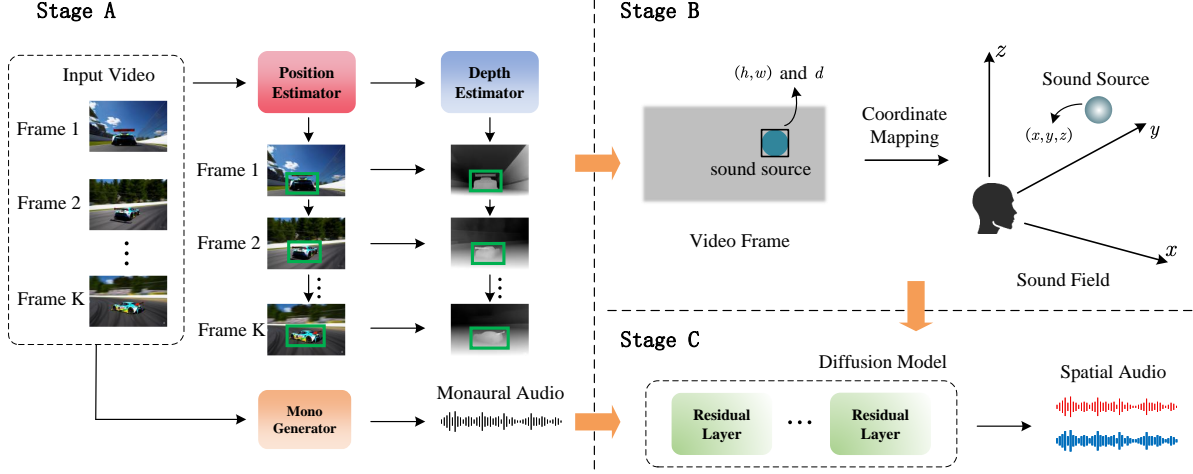 Stage A
Input Video
Frame 1
Frame 2
Frame K
Position
Estimator
Depth
Estimator
Frame 1
Frame 2
Frame K
Mono
Generator
Monaural Audio
Stage B
(h,w) and d
sound source
Video Frame
Coordinate
Mapping
z
Sound Source
(x,y,z)
y
x
Sound Field
Stage C
Diffusion Model
Residual
Layer
...
Residual
Layer
Spatial Audio